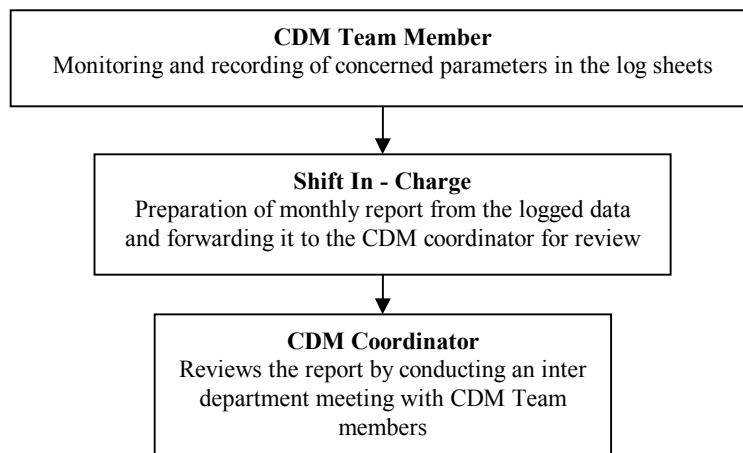 CDM Team Member
Monitoring and recording of concerned parameters in the log sheets
Shift In - Charge
Preparation of monthly report from the logged data
and forwarding it to the CDM coordinator for review
CDM Coordinator
Reviews the report by conducting an inter
department meeting with CDM Team
members